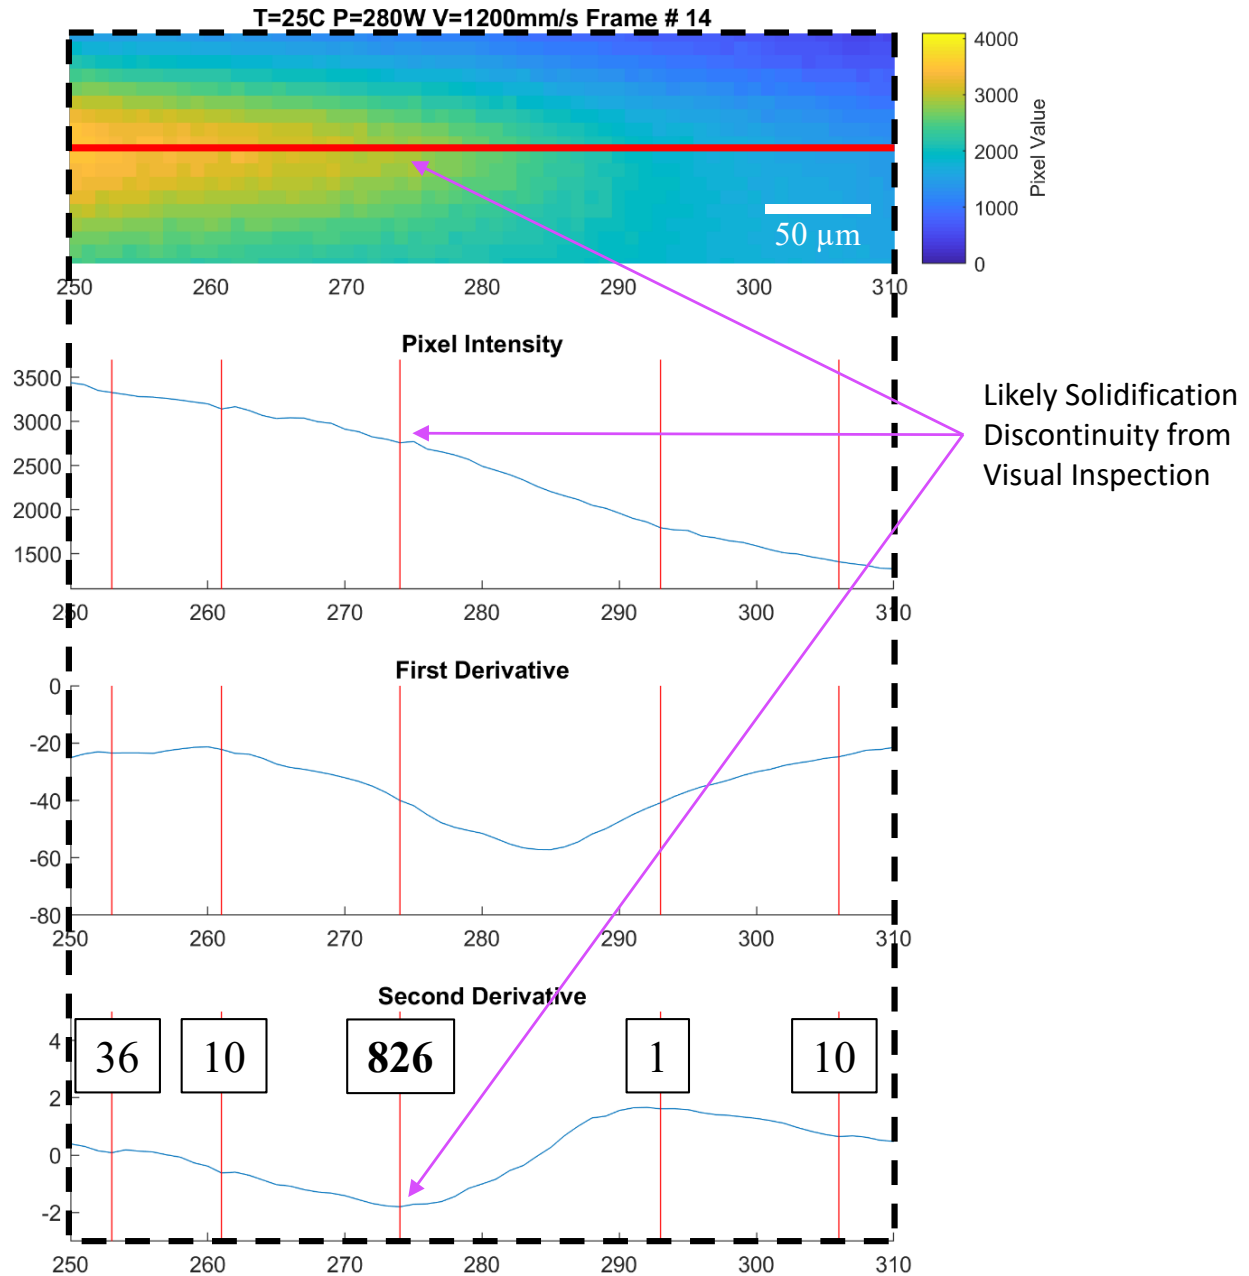 T=25C P=280W V=1200mm/s Frame # 14
4000
3000
2000
1000
0
Pixel Value
50 µm
250 260 270 280 290 300 310
Pixel Intensity
3500
3000
2500
2000
1500
250 260 270 280 290 300 310
Likely Solidification
Discontinuity from
Visual Inspection
First Derivative
0
-20
-40
-60
-80
250 260 270 280 290 300 310
Second Derivative
36 10 826 1 10
4
2
0
-2
250 260 270 280 290 300 310